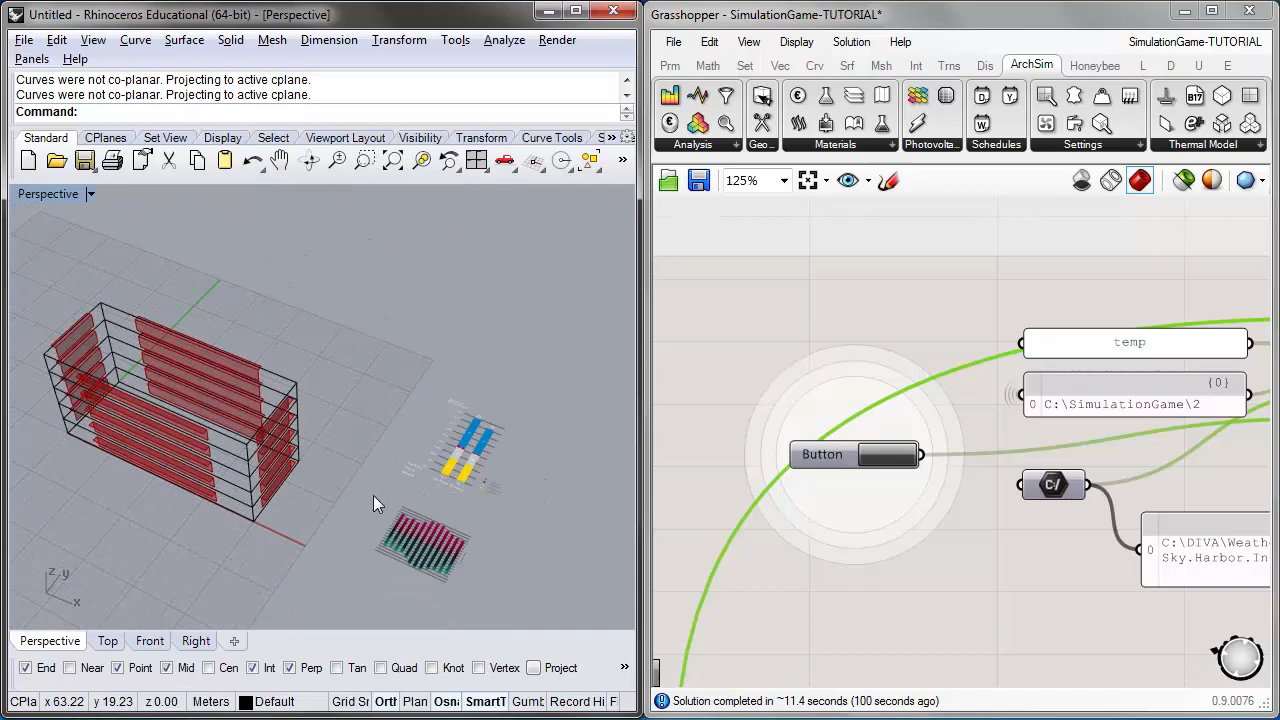 Untitled - Rhinoceros Educational (64-bit) - [Perspective]
File Edit View Curve Surface Solid Mesh Dimension Transform Tools Analyze Render
Panels Help
Curves were not co-planar. Projecting to active cplane.
Curves were not co-planar. Projecting to active cplane.
Command:
Standard CPlanes Set View Display Select Viewport Layout Visibility Transform Curve Tools S
Perspective
z y
x
Perspective Top Front Right
End Near Point Mid Cen Int Perp Tan Quad Knot Vertex Project
CPla x 63.22 y 19.23 z 0.00 Meters Default Grid Sr Orth Plan Osna SmartT Gumb Record Hi F
Grasshopper - SimulationGame-TUTORIAL*
File Edit View Display Solution Help SimulationGame-TUTORIAL
Prm Math Set Vec Crv Srf Msh Int Trns Dis ArchSim Honeybee L D U E
Analysis Geo... Materials Photovolta... Schedules Settings Thermal Model
125%
temp
{0}
0 C:\SimulationGame\2
Button
C:/
0 C:\DIVA\Weath
Sky.Harbor.In
Solution completed in ~11.4 seconds (100 seconds ago) 0.9.0076